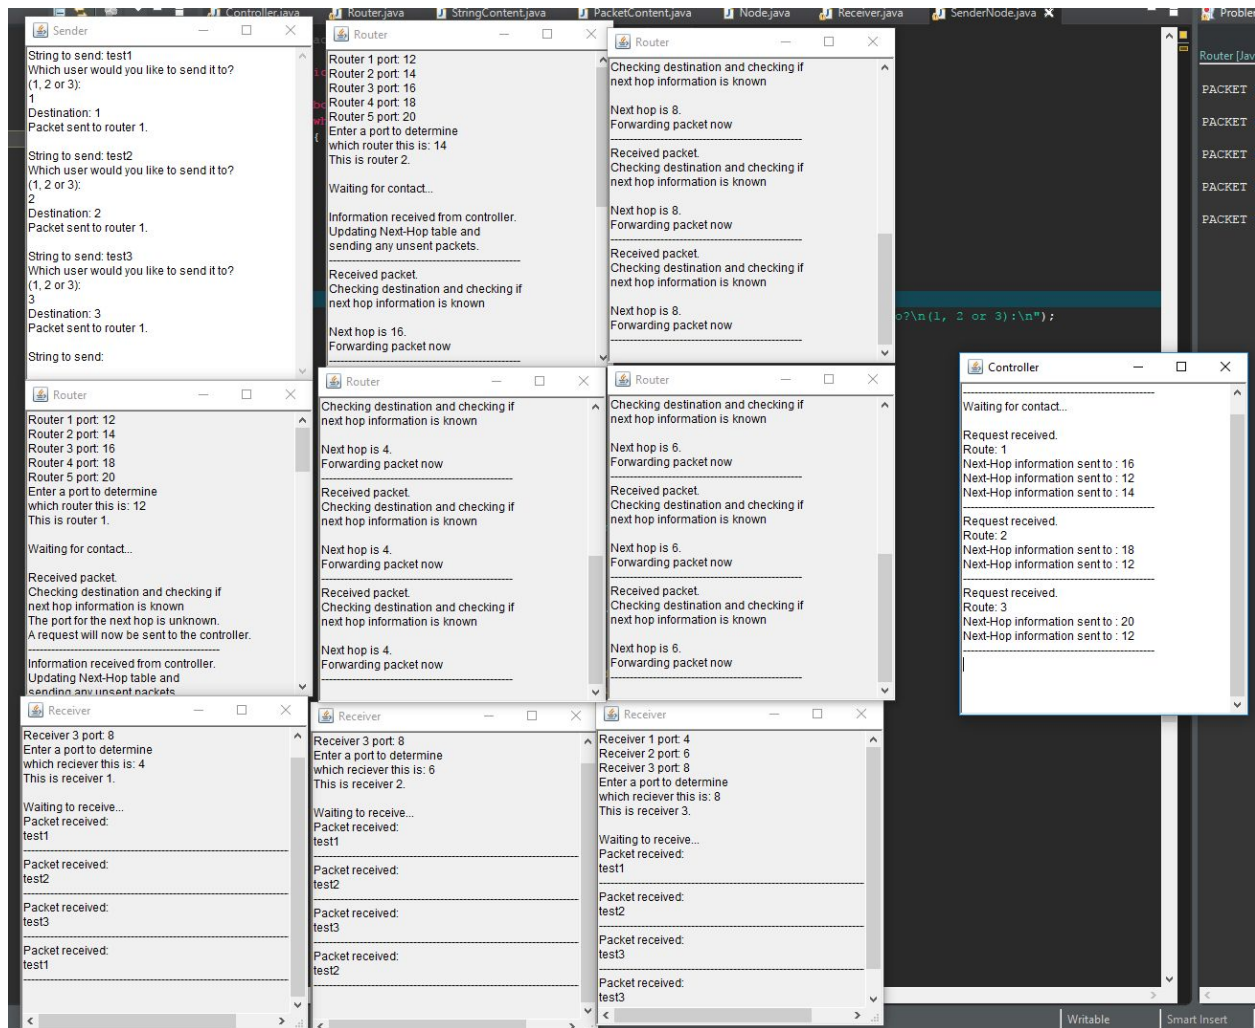 Controller.java
Router.java
StringContent.java
PacketContent.java
Node.java
Receiver.java
SenderNode.java
Problem
Sender
String to send: test1
Which user would you like to send it to?
(1, 2 or 3):
1
Destination: 1
Packet sent to router 1.
String to send: test2
Which user would you like to send it to?
(1, 2 or 3):
2
Destination: 2
Packet sent to router 1.
String to send: test3
Which user would you like to send it to?
(1, 2 or 3):
3
Destination: 3
Packet sent to router 1.
String to send:
Router
Router 1 port: 12
Router 2 port: 14
Router 3 port: 16
Router 4 port: 18
Router 5 port: 20
Enter a port to determine
which router this is: 14
This is router 2.
Waiting for contact...
Information received from controller.
Updating Next-Hop table and
sending any unsent packets.
Received packet.
Checking destination and checking if
next hop information is known
Next hop is 16.
Forwarding packet now
Router
Checking destination and checking if
next hop information is known
Next hop is 8.
Forwarding packet now
Received packet.
Checking destination and checking if
next hop information is known
Next hop is 8.
Forwarding packet now
Received packet.
Checking destination and checking if
next hop information is known
Next hop is 8.
Forwarding packet now
o?\n(1, 2 or 3):\n");
Router [Jav
PACKET
PACKET
PACKET
PACKET
PACKET
Router
Router 1 port: 12
Router 2 port: 14
Router 3 port: 16
Router 4 port: 18
Router 5 port: 20
Enter a port to determine
which router this is: 12
This is router 1.
Waiting for contact...
Received packet.
Checking destination and checking if
next hop information is known
The port for the next hop is unknown.
A request will now be sent to the controller.
Information received from controller.
Updating Next-Hop table and
sending any unsent packets
Router
Checking destination and checking if
next hop information is known
Next hop is 4.
Forwarding packet now
Received packet.
Checking destination and checking if
next hop information is known
Next hop is 4.
Forwarding packet now
Received packet.
Checking destination and checking if
next hop information is known
Next hop is 4.
Forwarding packet now
Router
Checking destination and checking if
next hop information is known
Next hop is 6.
Forwarding packet now
Received packet.
Checking destination and checking if
next hop information is known
Next hop is 6.
Forwarding packet now
Received packet.
Checking destination and checking if
next hop information is known
Next hop is 6.
Forwarding packet now
Controller
Waiting for contact...
Request received.
Route: 1
Next-Hop information sent to : 16
Next-Hop information sent to : 12
Next-Hop information sent to : 14
Request received.
Route: 2
Next-Hop information sent to : 18
Next-Hop information sent to : 12
Request received.
Route: 3
Next-Hop information sent to : 20
Next-Hop information sent to : 12
Receiver
Receiver 3 port: 8
Enter a port to determine
which reciever this is: 4
This is receiver 1.
Waiting to receive...
Packet received:
test1
Packet received:
test2
Packet received:
test3
Packet received:
test1
Receiver
Receiver 3 port: 8
Enter a port to determine
which reciever this is: 6
This is receiver 2.
Waiting to receive...
Packet received:
test1
Packet received:
test2
Packet received:
test3
Packet received:
test2
Receiver
Receiver 1 port: 4
Receiver 2 port: 6
Receiver 3 port: 8
Enter a port to determine
which reciever this is: 8
This is receiver 3.
Waiting to receive...
Packet received:
test1
Packet received:
test2
Packet received:
test3
Packet received:
test3
Writable
Smart Insert